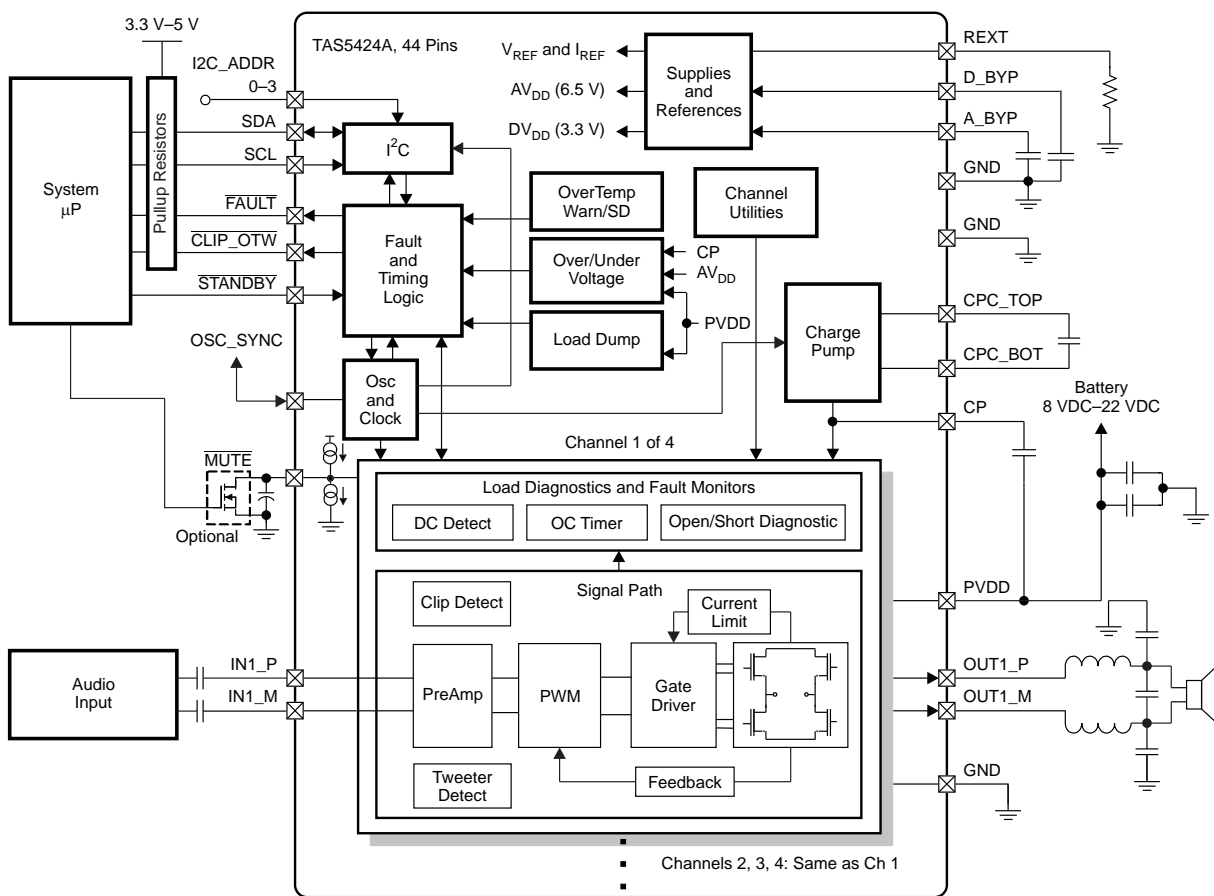 3.3 V–5 V
TAS5424A, 44 Pins
I2C_ADDR
0–3
SDA
SCL
FAULT
CLIP_OTW
STANDBY
System
μP
Pullup Resistors
I²C
Fault
and
Timing
Logic
OverTemp
Warn/SD
Over/Under
Voltage
Load Dump
CP
AVDD
PVDD
VREF and IREF
AVDD (6.5 V)
DVDD (3.3 V)
Supplies
and
References
Channel
Utilities
REXT
D_BYP
A_BYP
GND
GND
CPC_TOP
CPC_BOT
Charge
Pump
Battery
8 VDC–22 VDC
CP
OSC_SYNC
Osc
and
Clock
Channel 1 of 4
MUTE
Optional
Load Diagnostics and Fault Monitors
DC Detect
OC Timer
Open/Short Diagnostic
Signal Path
Clip Detect
Current
Limit
PVDD
Audio
Input
IN1_P
IN1_M
PreAmp
PWM
Gate
Driver
OUT1_P
OUT1_M
Tweeter
Detect
Feedback
GND
Channels 2, 3, 4: Same as Ch 1